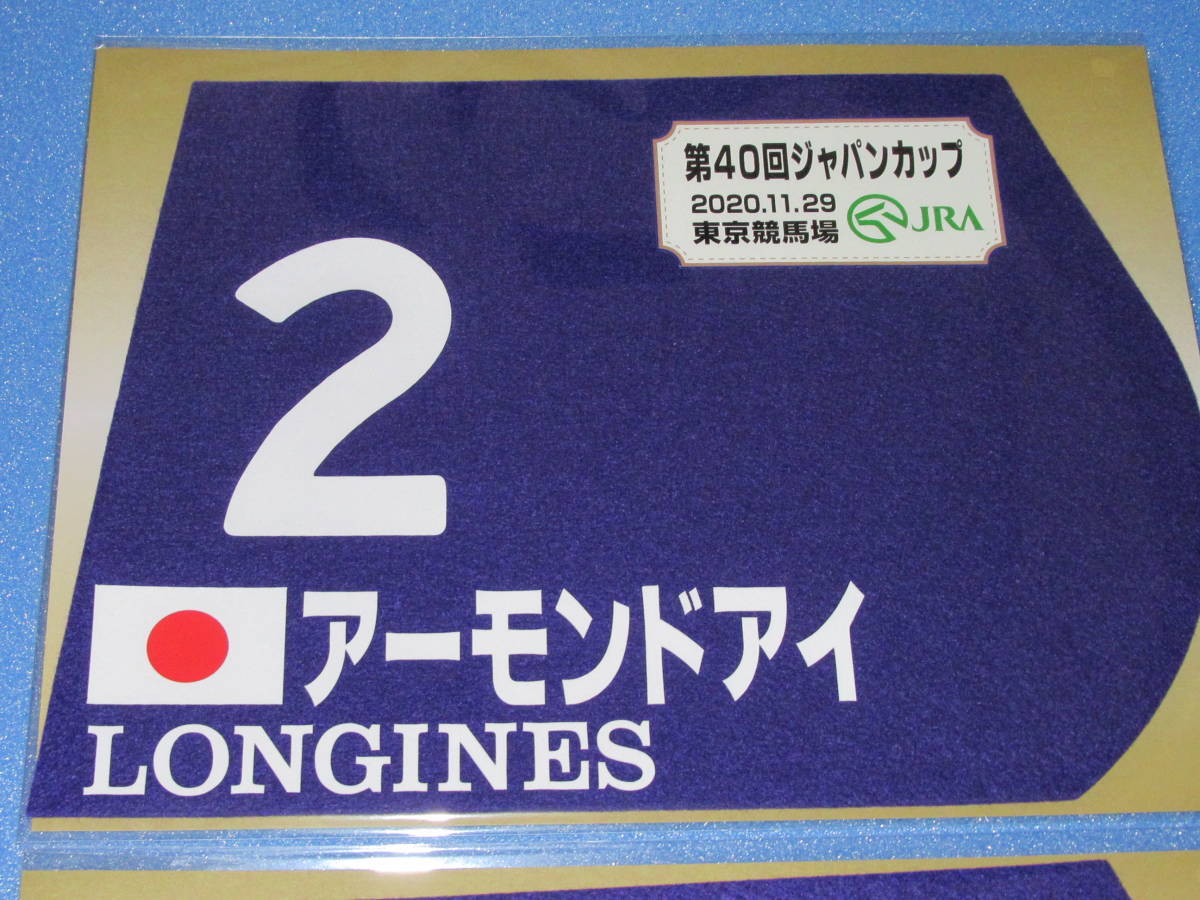 第40回ジャパンカップ
2020.11.29
東京競馬場 JRA
2
アーモンドアイ
LONGINES